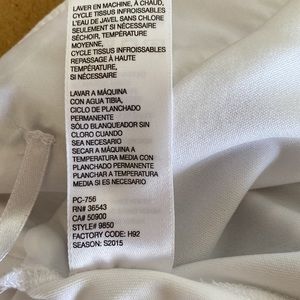 LAVER EN MACHINE, À CHAUD,
CYCLE TISSUS INFROISSABLES
L'EAU DE JAVEL SANS CHLORE
SEULEMENT SI NÉCESSAIRE
SÉCHOIR, TEMPÉRATURE
MOYENNE,
CYCLE TISSUS INFROISSABLES
REPASSAGE À HAUTE
TEMPÉRATURE,
SI NÉCESSAIRE
LAVAR A MÁQUINA
CON AGUA TIBIA,
CICLO DE PLANCHADO
PERMANENTE
SÓLO BLANQUEADOR SIN
CLORO CUANDO
SEA NECESARIO
SECAR A MÁQUINA A
TEMPERATURA MEDIA CON
PLANCHADO PERMANENTE
PLANCHAR A TEMPERATURA
MEDIA SI ES NECESARIO
PC-756
RN# 36543
CA# 50900
STYLE# 9850
FACTORY CODE: H92
SEASON: S2015